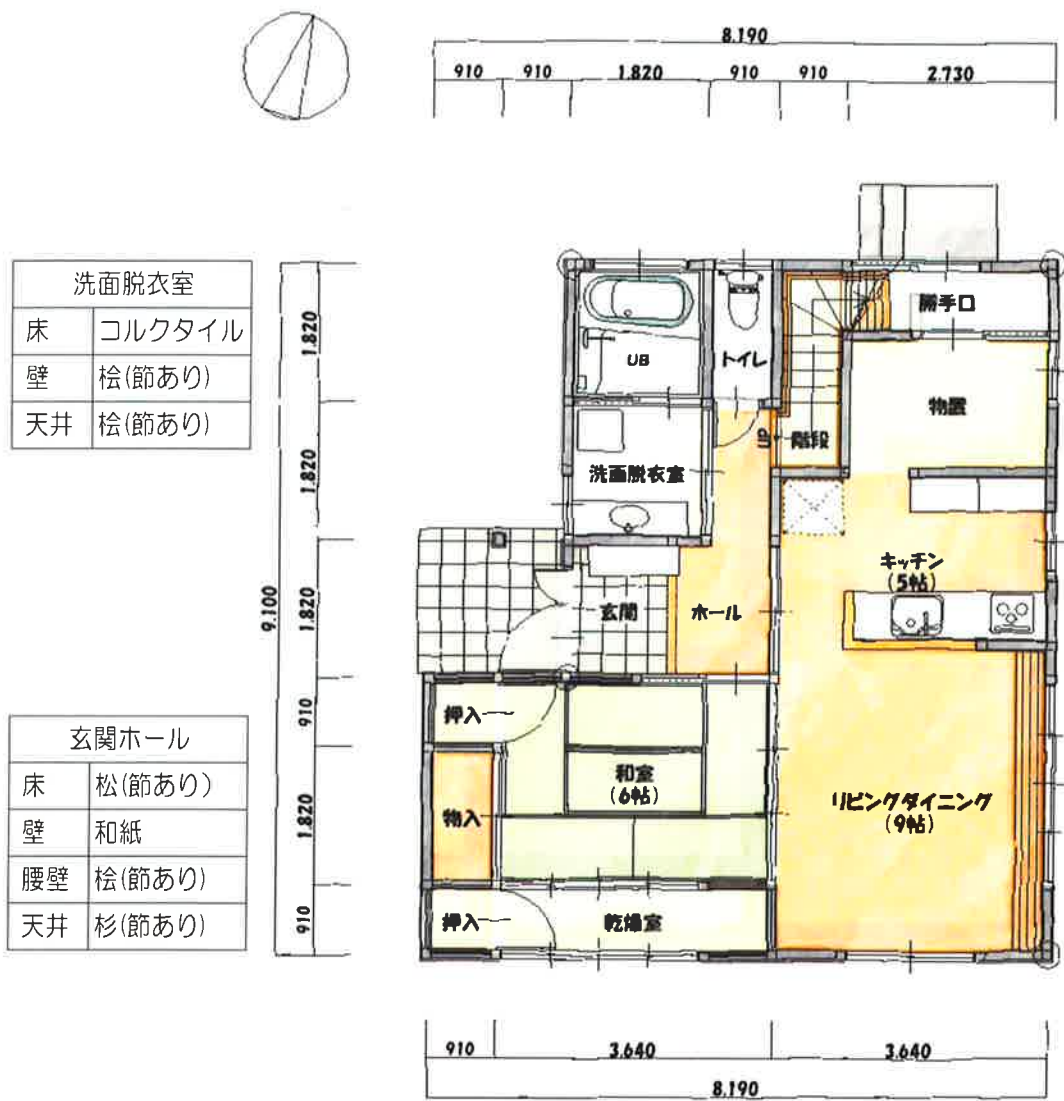 8.190
910 910 1.820 910 910 2.730
洗面脱衣室
床 コルクタイル
壁 桧(節あり)
天井 桧(節あり)
玄関ホール
床 松(節あり)
壁 和紙
腰壁 桧(節あり)
天井 杉(節あり)
9.100
1.820
1.820
1.820
910
1.820
910
勝手口
UB
トイレ
物置
UP
階段
洗面脱衣室
キッチン
(5帖)
玄関
ホール
押入
和室
(6帖)
物入
リビングダイニング
(9帖)
押入
乾燥室
910 3.640 3.640
8.190